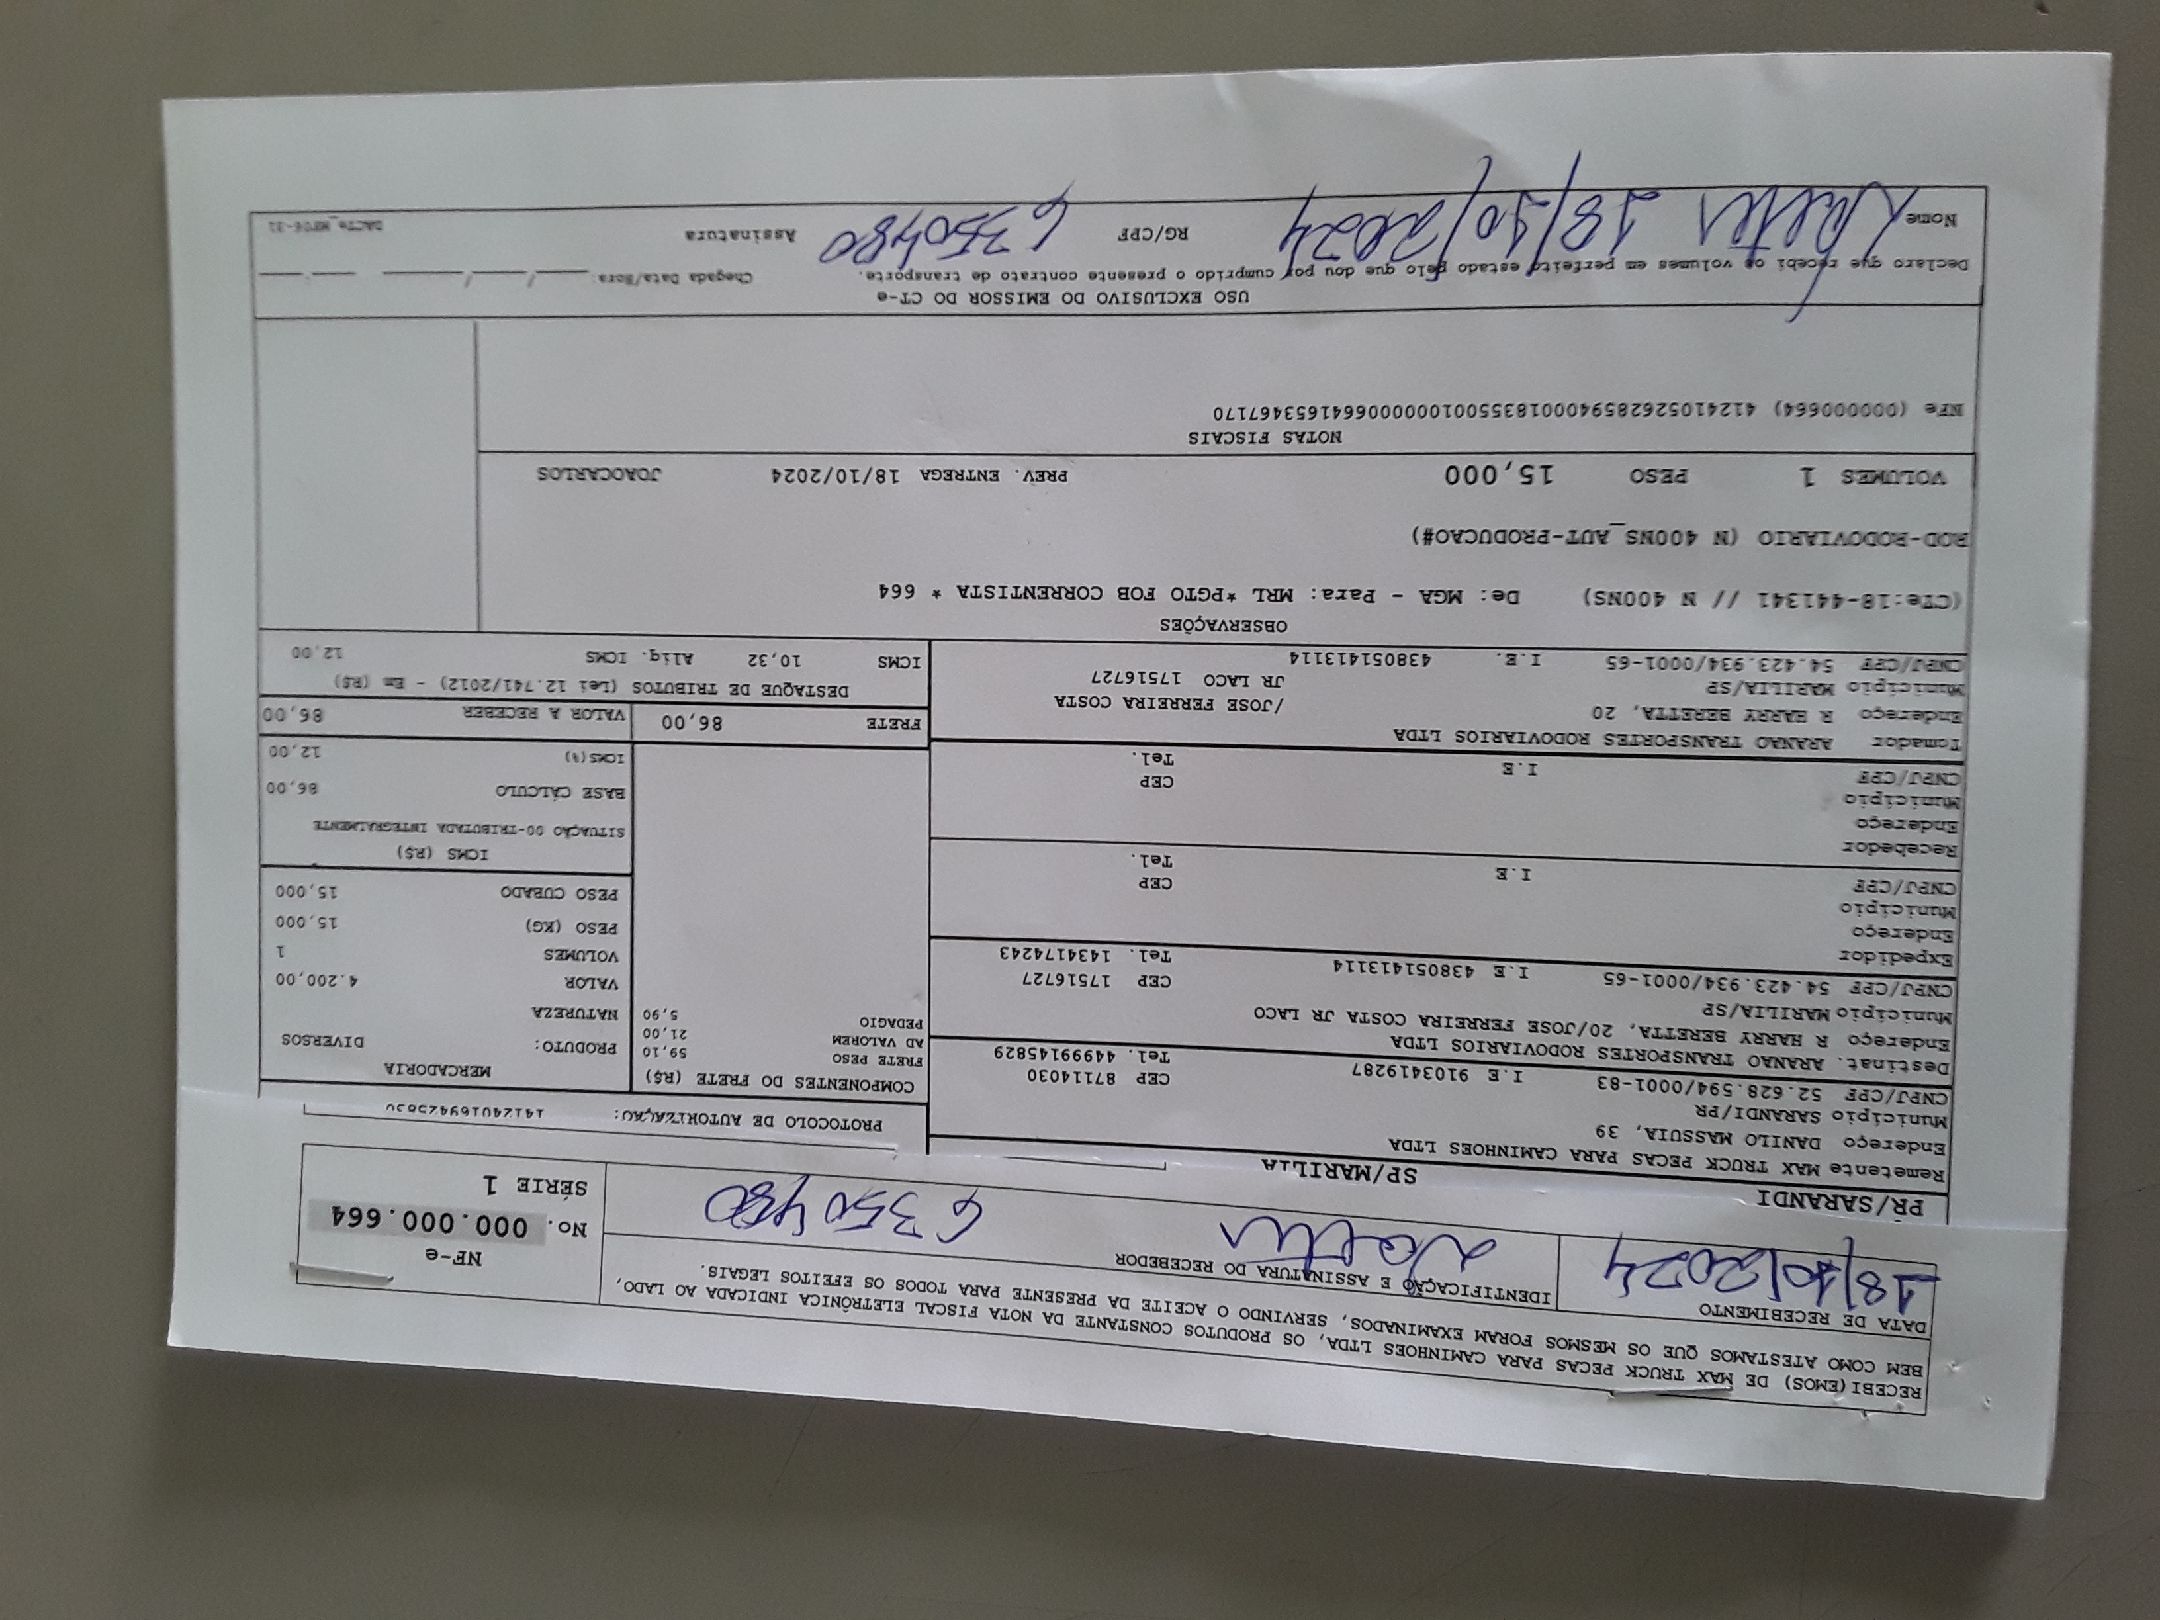 RECEBI(EMOS) DE MAX TRUCK PECAS PARA CAMINHOES LTDA, OS PRODUTOS CONSTANTE DA NOTA FISCAL ELETRÔNICA INDICADA AO LADO,
BEM COMO ATESTAMOS QUE OS MESMOS FORAM EXAMINADOS, SERVINDO O ACEITE DA PRESENTE PARA TODOS OS EFEITOS LEGAIS.
DATA DE RECEBIMENTO
18/10/2024
IDENTIFICAÇÃO E ASSINATURA DO RECEBEDOR
6350480
NF-e
No. 000.000.664
SÉRIE 1
PR/SARANDI
SP/MARILIA
Remetente MAX TRUCK PECAS PARA CAMINHOES LTDA
Endereço DANILO MASSUIA, 39
Município SARANDI/PR CEP 87114030
CNPJ/CPF 52.628.594/0001-83 I.E 9103419287 Tel. 44999145829
Destinat. ARANAO TRANSPORTES RODOVIARIOS LTDA
Endereço R HARRY BERETTA, 20/JOSE FERREIRA COSTA JR LACO
Município MARILIA/SP CEP 17516727
CNPJ/CPF 54.423.934/0001-65 I.E 438051413114 Tel. 1434174243
Expedidor
Endereço
Município CEP
CNPJ/CPF I.E Tel.
Recebedor
Endereço
Município CEP
CNPJ/CPF I.E Tel.
Tomador ARANAO TRANSPORTES RODOVIARIOS LTDA
Endereço R HARRY BERETTA, 20 /JOSE FERREIRA COSTA
Município MARILIA/SP JR LACO 17516727
CNPJ/CPF 54.423.934/0001-65 I.E. 438051413114
PROTOCOLO DE AUTORIZAÇÃO:
COMPONENTES DO FRETE (R$)
FRETE PESO 59,10
AD VALOREM 21,00
PEDAGIO 5,90
MERCADORIA
PRODUTO: DIVERSOS
NATUREZA
VALOR 4.200,00
VOLUMES 1
PESO (KG) 15,000
PESO CUBADO 15,000
ICMS (R$)
SITUAÇÃO 00-TRIBUTADA INTEGRALMENTE
BASE CÁLCULO 86,00
ICMS(%) 12,00
FRETE 86,00 VALOR A RECEBER 86,00
DESTAQUE DE TRIBUTOS (Lei 12.741/2012) - Em (R$)
ICMS 10,32 Aliq. ICMS 12,00
OBSERVAÇÕES
(CTe:18-441341 // N 400NS) De: MGA - Para: MRL *PGTO FOB CORRENTISTA * 664
ROD-RODOVIARIO (N 400NS_AUT-PRODUCAO#)
VOLUMES 1 PESO 15,000 PREV. ENTREGA 18/10/2024 JOAOCARLOS
NOTAS FISCAIS
NFe (000000664) 41241052628594000183550010000006641653467170
USO EXCLUSIVO DO EMISSOR DO CT-e
Declaro que recebi os volumes em perfeito estado pelo que dou por cumprido o presente contrato de transporte. Chegada Data/Hora: ___/___/___ __:__
Nome 18/10/2024 RG/CPF 6350480 Assinatura
DACTe_MF06-31